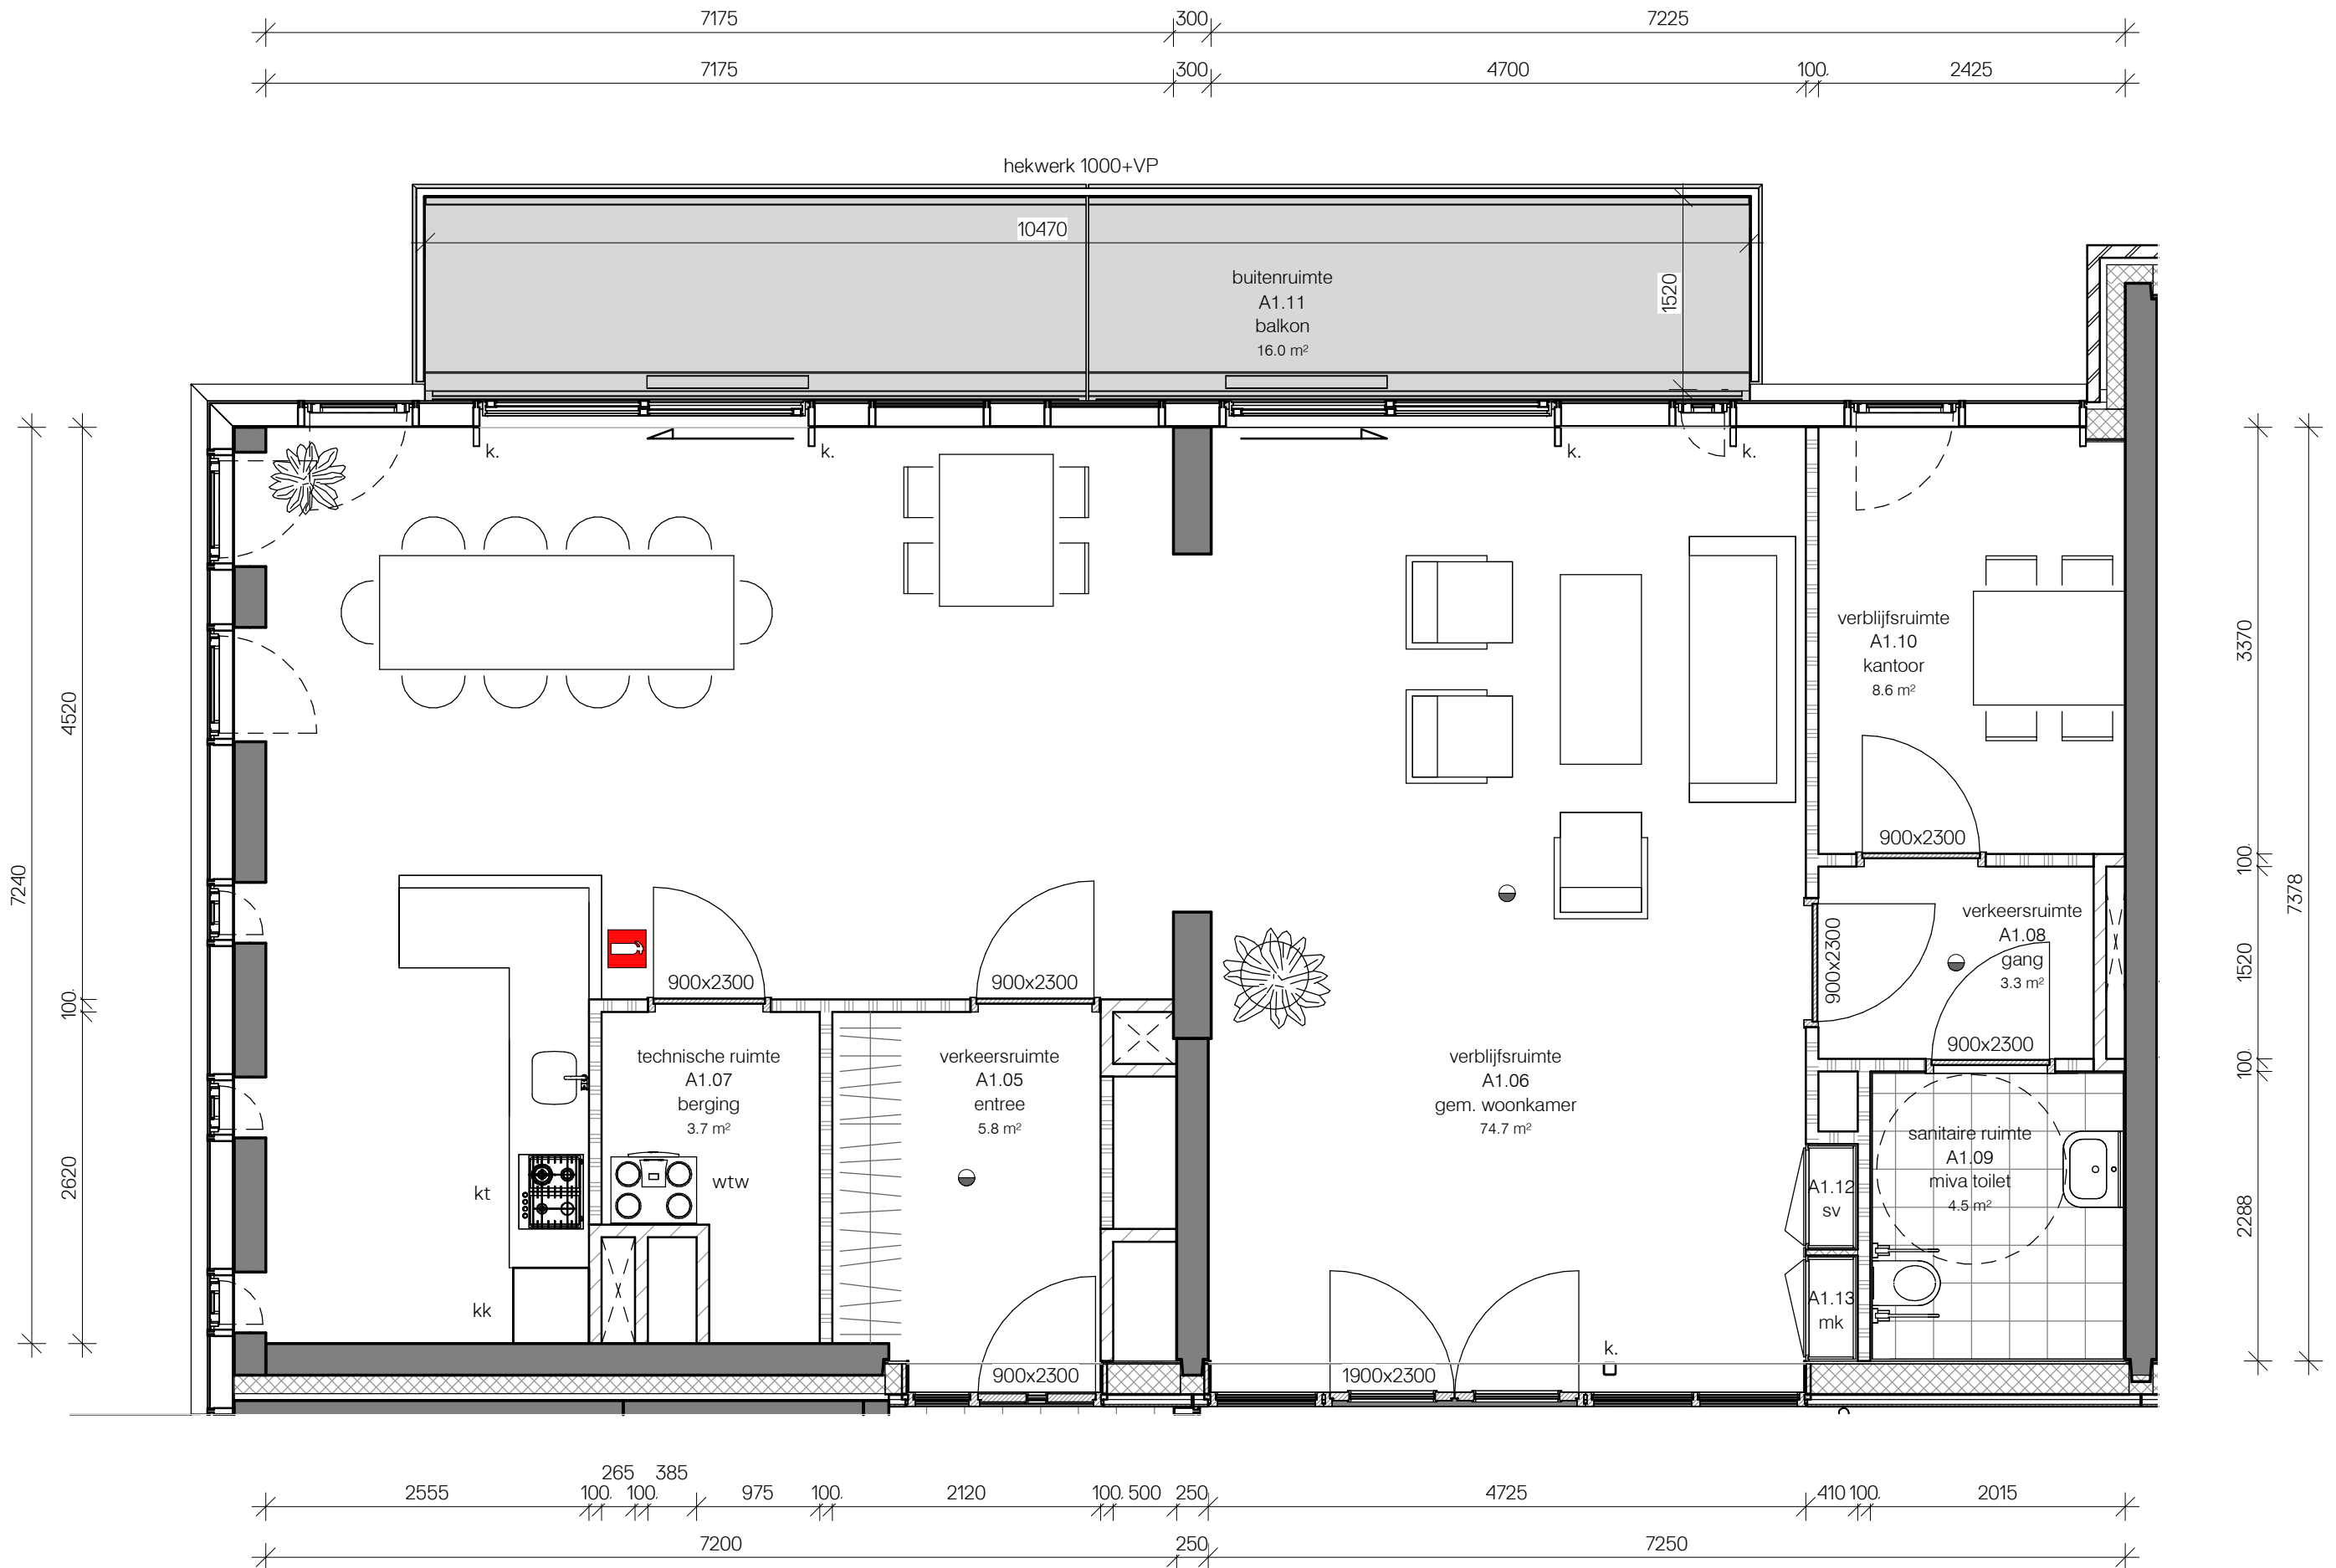 7175 300 7225
7175 300 4700 100. 2425
hekwerk 1000+VP
10470
1520
buitenruimte
A1.11
balkon
16.0 m²
k. k. k. k.
verblijfsruimte
A1.10
kantoor
8.6 m²
900x2300
4520
7240
100.
2620
3370
100.
7378
1520
100.
2288
verkeersruimte
A1.08
gang
3.3 m²
900x2300
900x2300
900x2300
900x2300
technische ruimte
A1.07
berging
3.7 m²
wtw
verkeersruimte
A1.05
entree
5.8 m²
verblijfsruimte
A1.06
gem. woonkamer
74.7 m²
sanitaire ruimte
A1.09
miva toilet
4.5 m²
A1.12
sv
A1.13
mk
kt
kk
k.
900x2300
1900x2300
265 385
2555 100. 100. 975 100. 2120 100. 500 250 4725 410 100. 2015
7200 250 7250